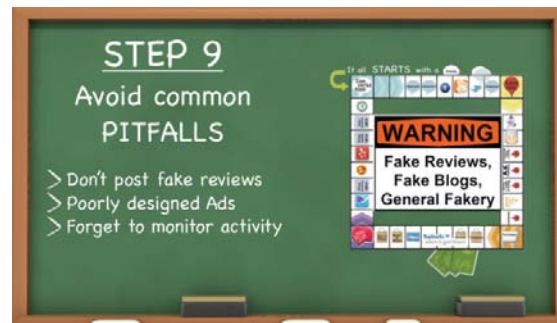 STEP 9
Avoid common
PITFALLS
> Don't post fake reviews
> Poorly designed Ads
> Forget to monitor activity
It all STARTS with a
WARNING
Fake Reviews,
Fake Blogs,
General Fakery